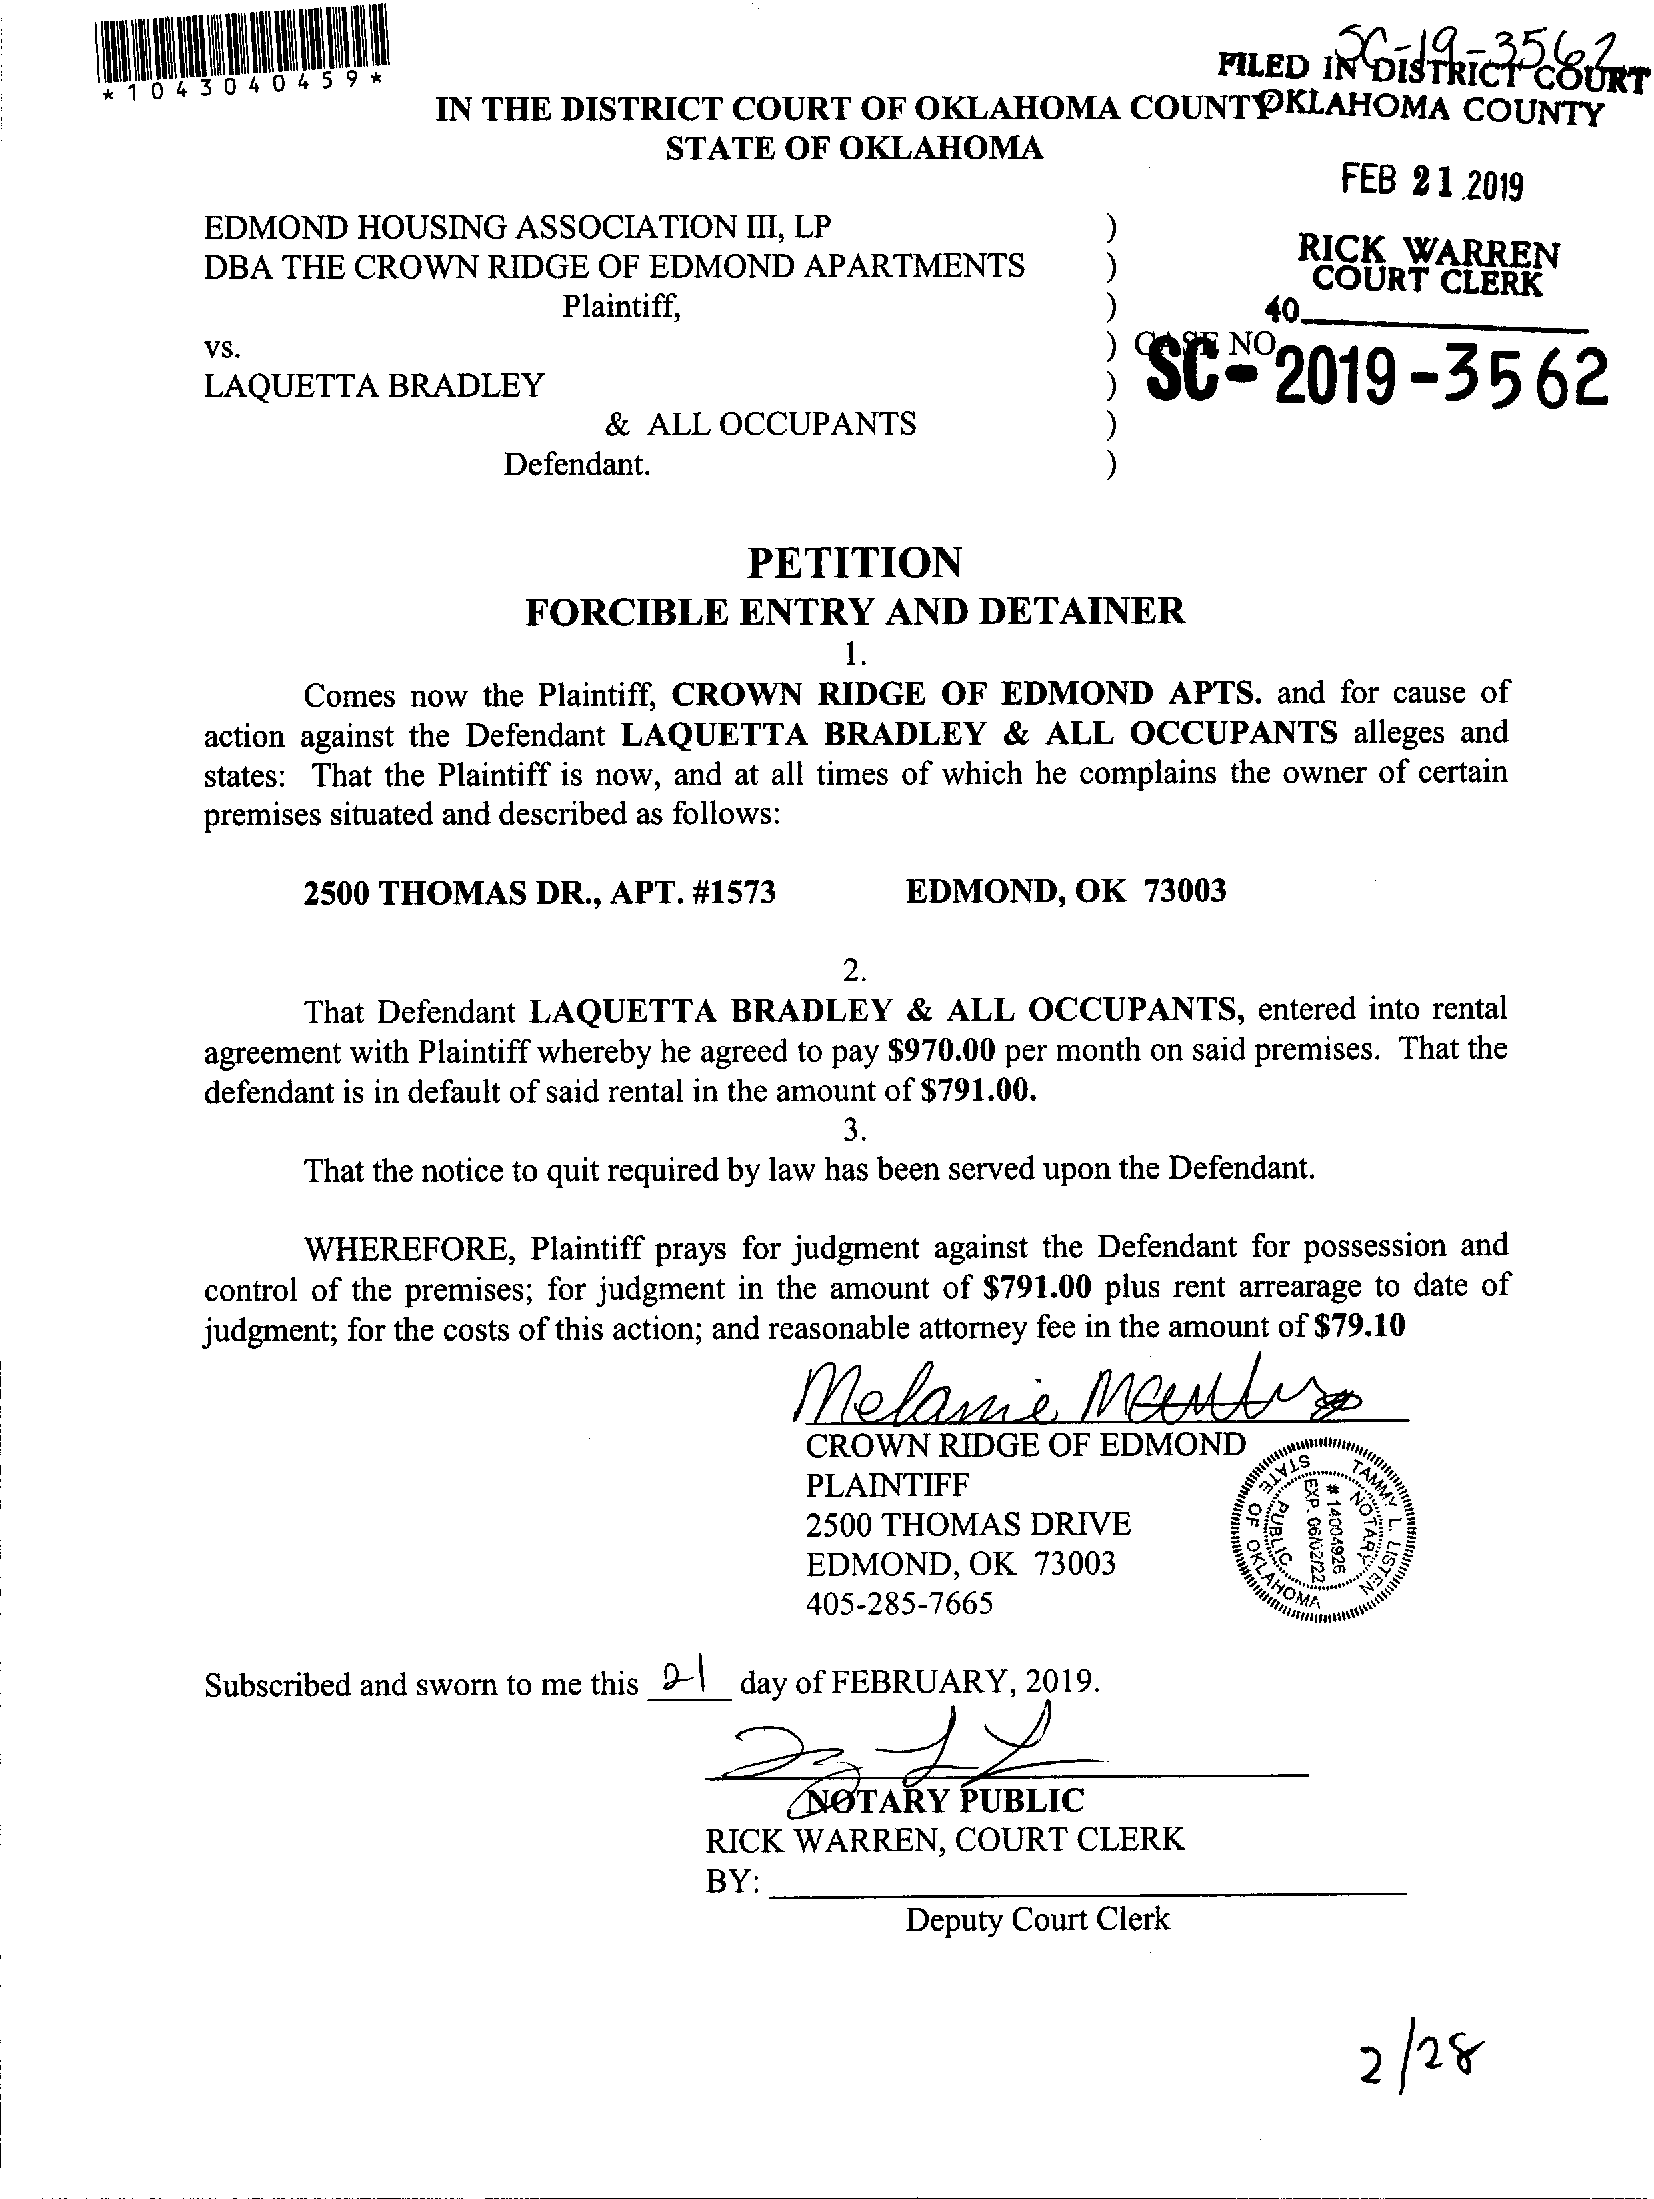 *1043040459*
SC-19-3562
FILED IN DISTRICT COURT
OKLAHOMA COUNTY
IN THE DISTRICT COURT OF OKLAHOMA COUNTY
STATE OF OKLAHOMA
FEB 21 2019
RICK WARREN
COURT CLERK
40
EDMOND HOUSING ASSOCIATION III, LP )
DBA THE CROWN RIDGE OF EDMOND APARTMENTS )
Plaintiff, )
vs. ) CASE NO.
SC-2019-3562
LAQUETTA BRADLEY )
& ALL OCCUPANTS )
Defendant. )
PETITION
FORCIBLE ENTRY AND DETAINER
1.
Comes now the Plaintiff, CROWN RIDGE OF EDMOND APTS. and for cause of
action against the Defendant LAQUETTA BRADLEY & ALL OCCUPANTS alleges and
states: That the Plaintiff is now, and at all times of which he complains the owner of certain
premises situated and described as follows:
2500 THOMAS DR., APT. #1573 EDMOND, OK 73003
2.
That Defendant LAQUETTA BRADLEY & ALL OCCUPANTS, entered into rental
agreement with Plaintiff whereby he agreed to pay $970.00 per month on said premises. That the
defendant is in default of said rental in the amount of $791.00.
3.
That the notice to quit required by law has been served upon the Defendant.
WHEREFORE, Plaintiff prays for judgment against the Defendant for possession and
control of the premises; for judgment in the amount of $791.00 plus rent arrearage to date of
judgment; for the costs of this action; and reasonable attorney fee in the amount of $79.10
Melanie
CROWN RIDGE OF EDMOND
PLAINTIFF
2500 THOMAS DRIVE
EDMOND, OK 73003
405-285-7665
TAMMY L. LISTEN
NOTARY
# 14004926
EXP. 06/02/22
PUBLIC
STATE OF OKLAHOMA
Subscribed and sworn to me this 21 day of FEBRUARY, 2019.
NOTARY PUBLIC
RICK WARREN, COURT CLERK
BY:
Deputy Court Clerk
2/28